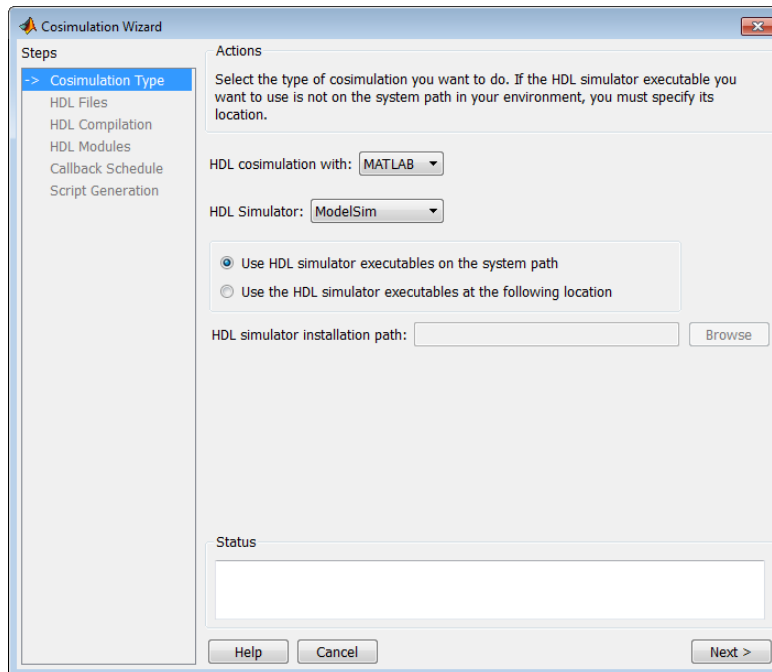 Cosimulation Wizard
Steps
-> Cosimulation Type
HDL Files
HDL Compilation
HDL Modules
Callback Schedule
Script Generation
Actions
Select the type of cosimulation you want to do. If the HDL simulator executable you
want to use is not on the system path in your environment, you must specify its
location.
HDL cosimulation with: MATLAB
HDL Simulator: ModelSim
Use HDL simulator executables on the system path
Use the HDL simulator executables at the following location
HDL simulator installation path: Browse
Status
Help Cancel Next >